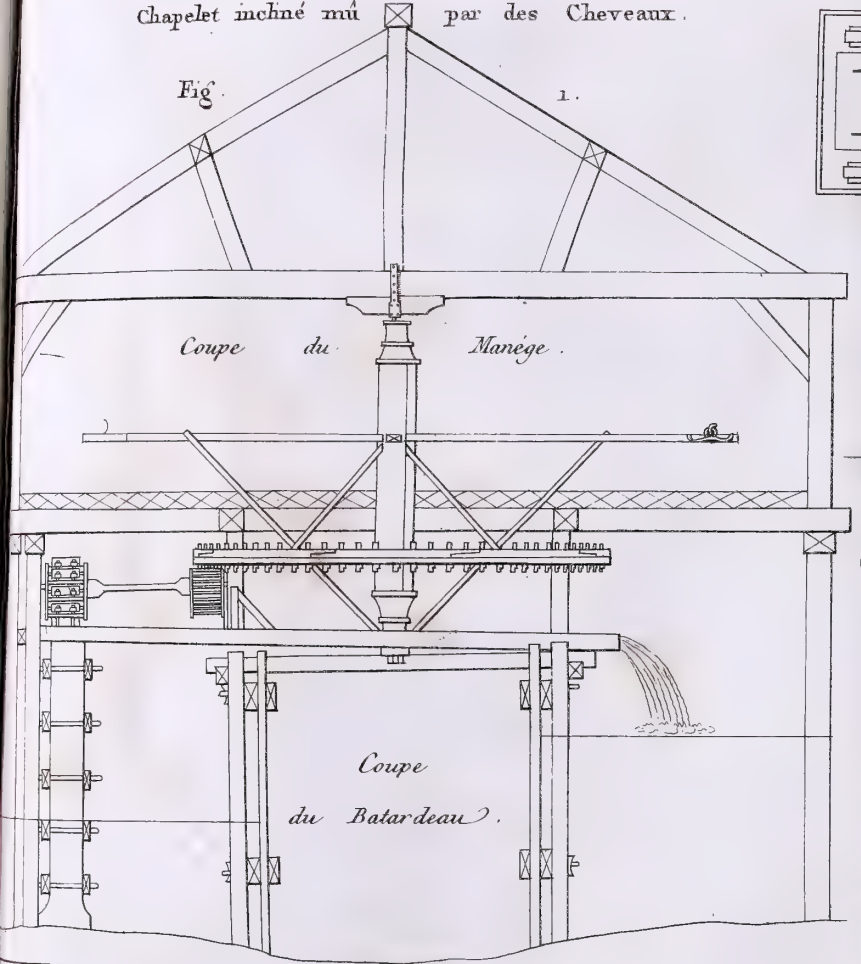 Chapelet incliné mû par des Cheveaux.
Fig. 1.
Coupe du Manége.
Coupe
du Batardeau.